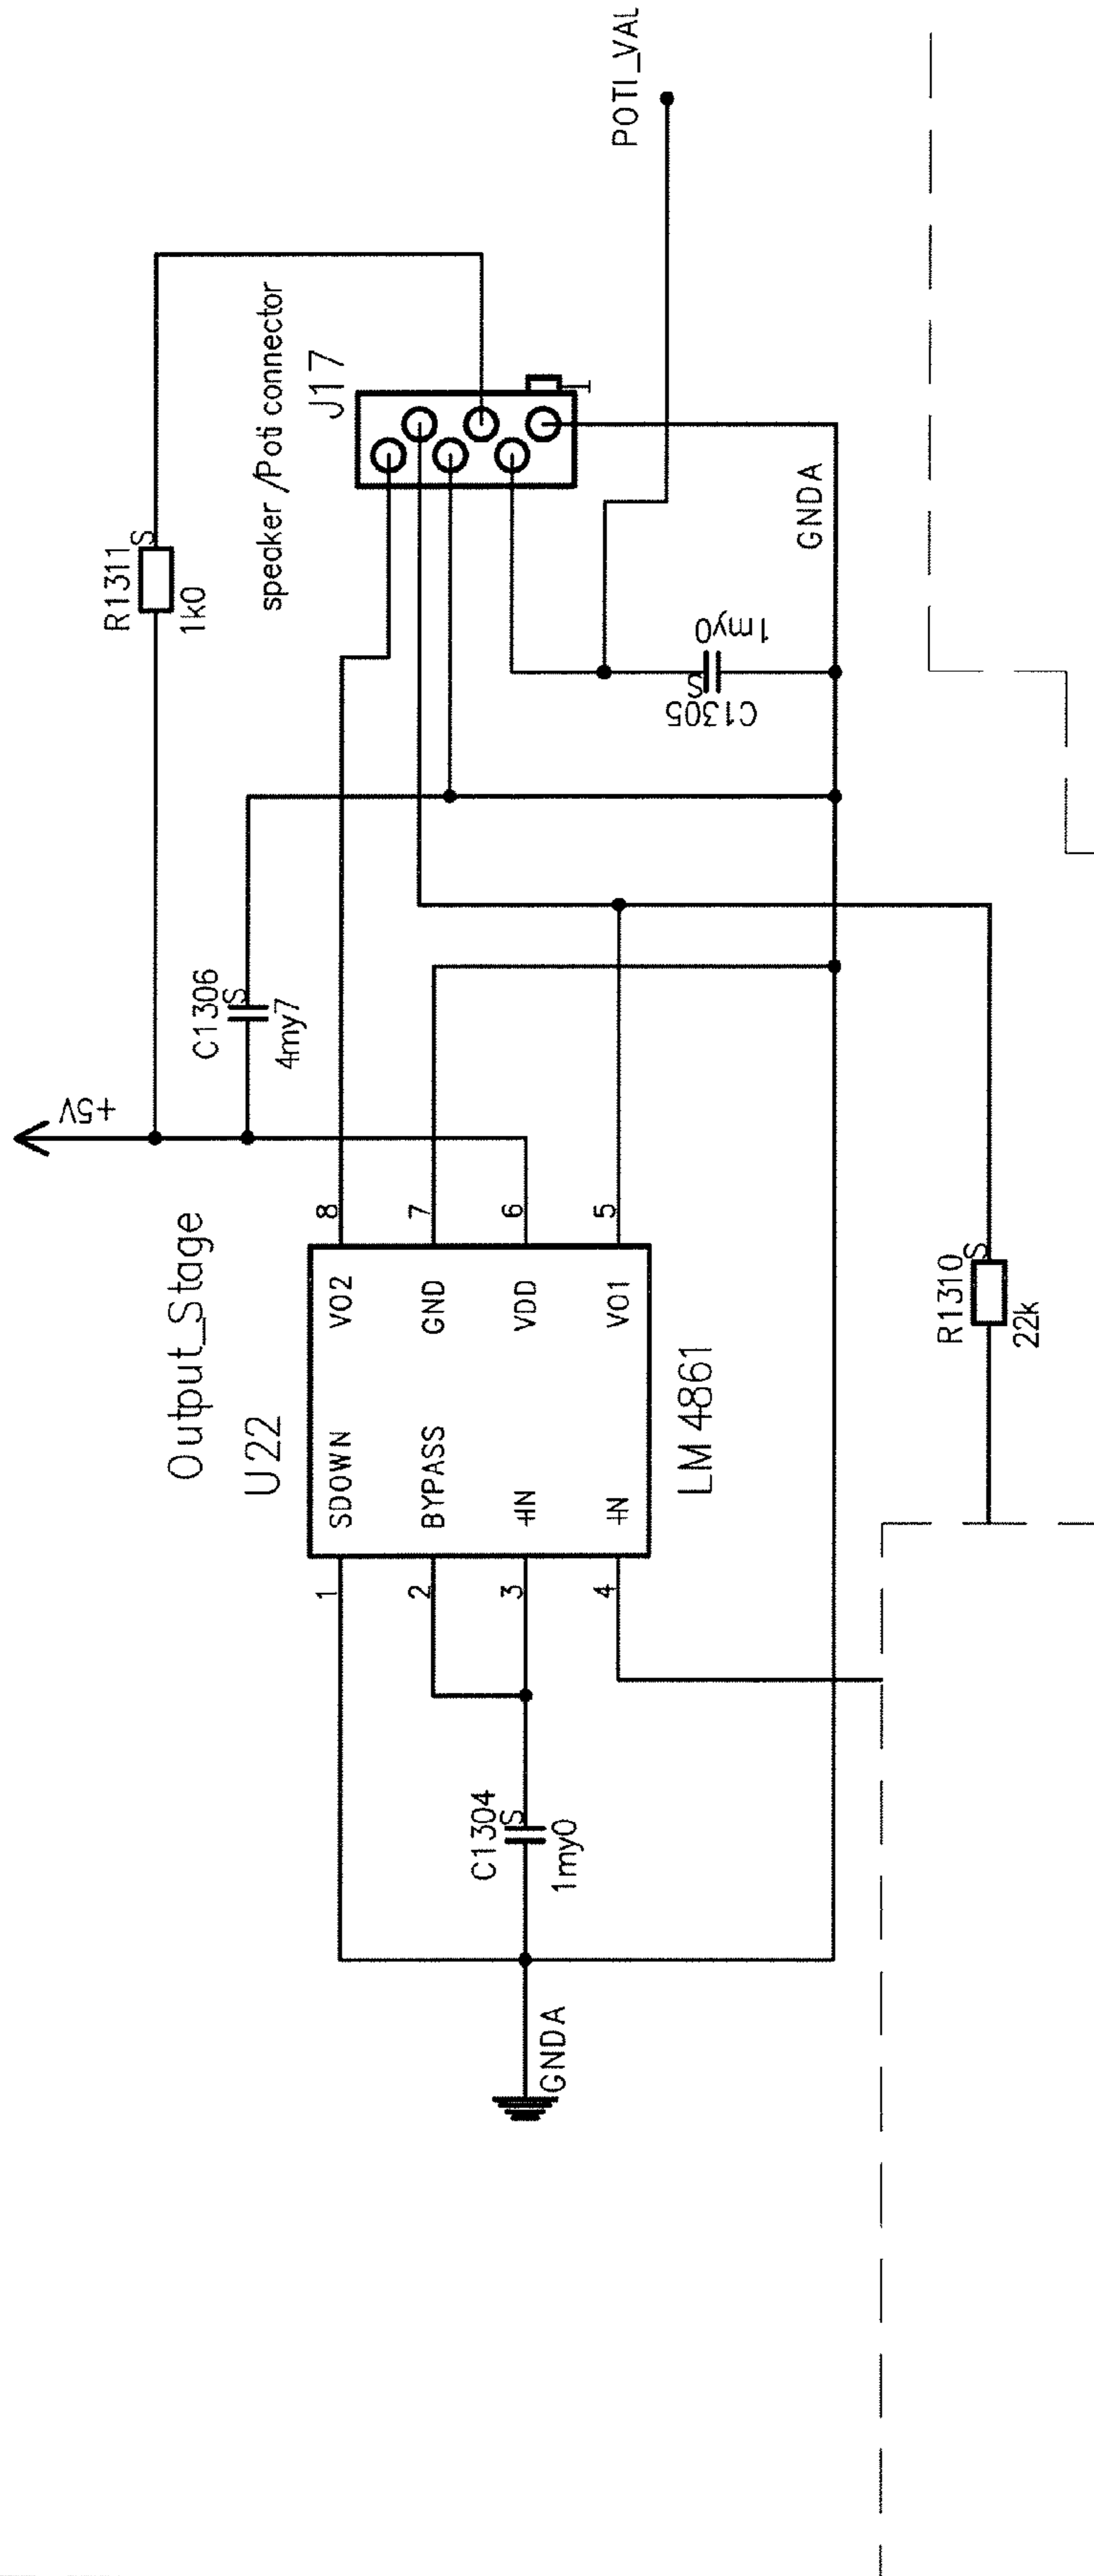 +5V
R1311
S
1k0
speaker /Poti connector
J17
1
POTI_VAL
C1306
S
4my7
GNDA
C1305
S
1my0
Output_Stage
U22
SDOWN
BYPASS
+IN
+IN
VO2
GND
VDD
VO1
1
2
3
4
8
7
6
5
LM 4861
R1310
S
22k
C1304
S
1my0
GNDA